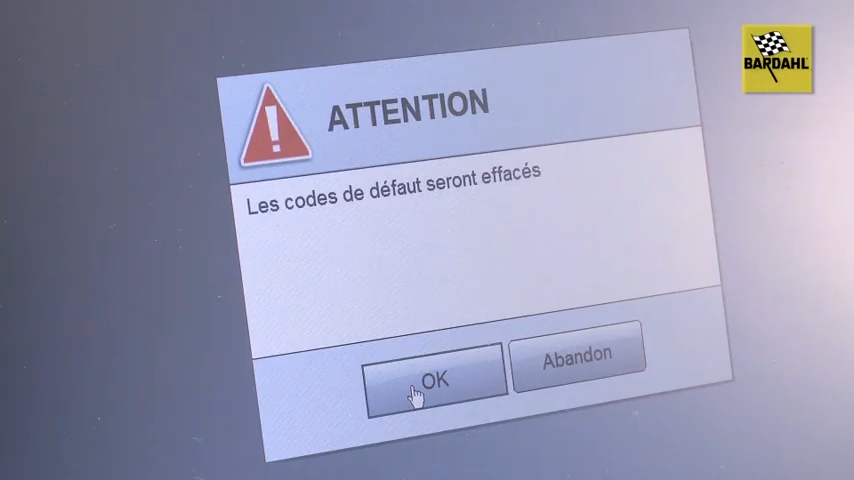 BARDAHL
ATTENTION
Les codes de défaut seront effacés
OK
Abandon